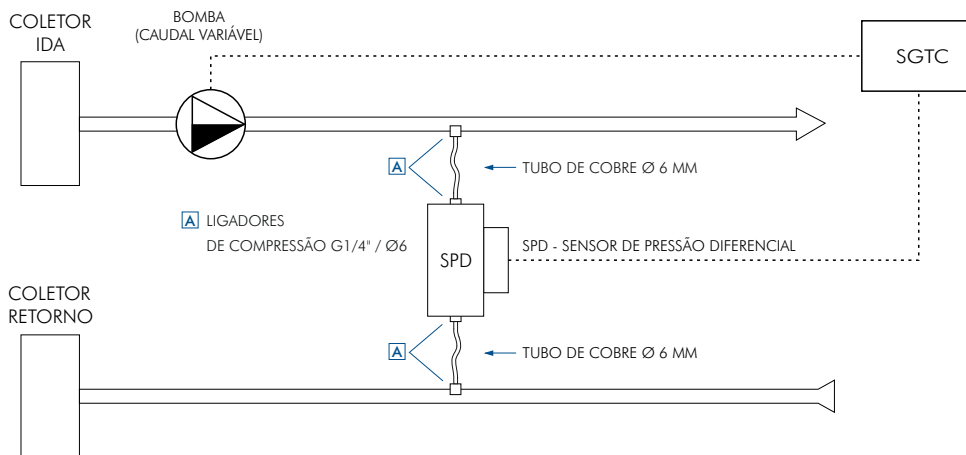 COLETOR
IDA
BOMBA
(CAUDAL VARIÁVEL)
SGTC
A
TUBO DE COBRE Ø 6 MM
A LIGADORES
DE COMPRESSÃO G1/4" / Ø6
SPD
SPD - SENSOR DE PRESSÃO DIFERENCIAL
COLETOR
RETORNO
A
TUBO DE COBRE Ø 6 MM